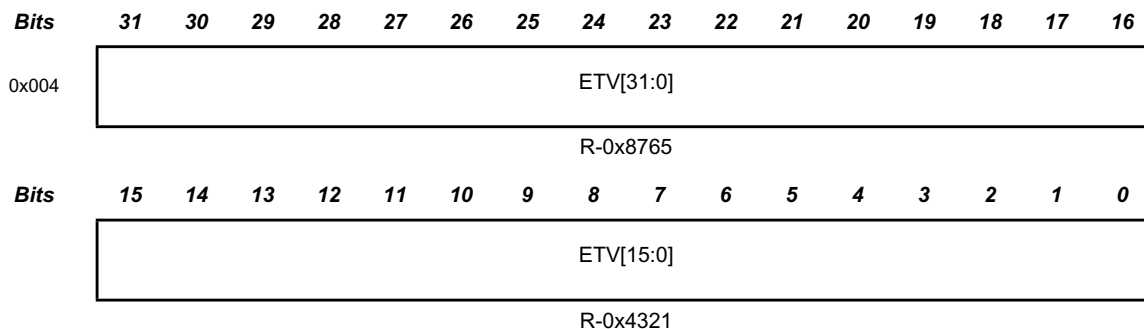 Bits 31 30 29 28 27 26 25 24 23 22 21 20 19 18 17 16
0x004 ETV[31:0]
R-0x8765
Bits 15 14 13 12 11 10 9 8 7 6 5 4 3 2 1 0
ETV[15:0]
R-0x4321